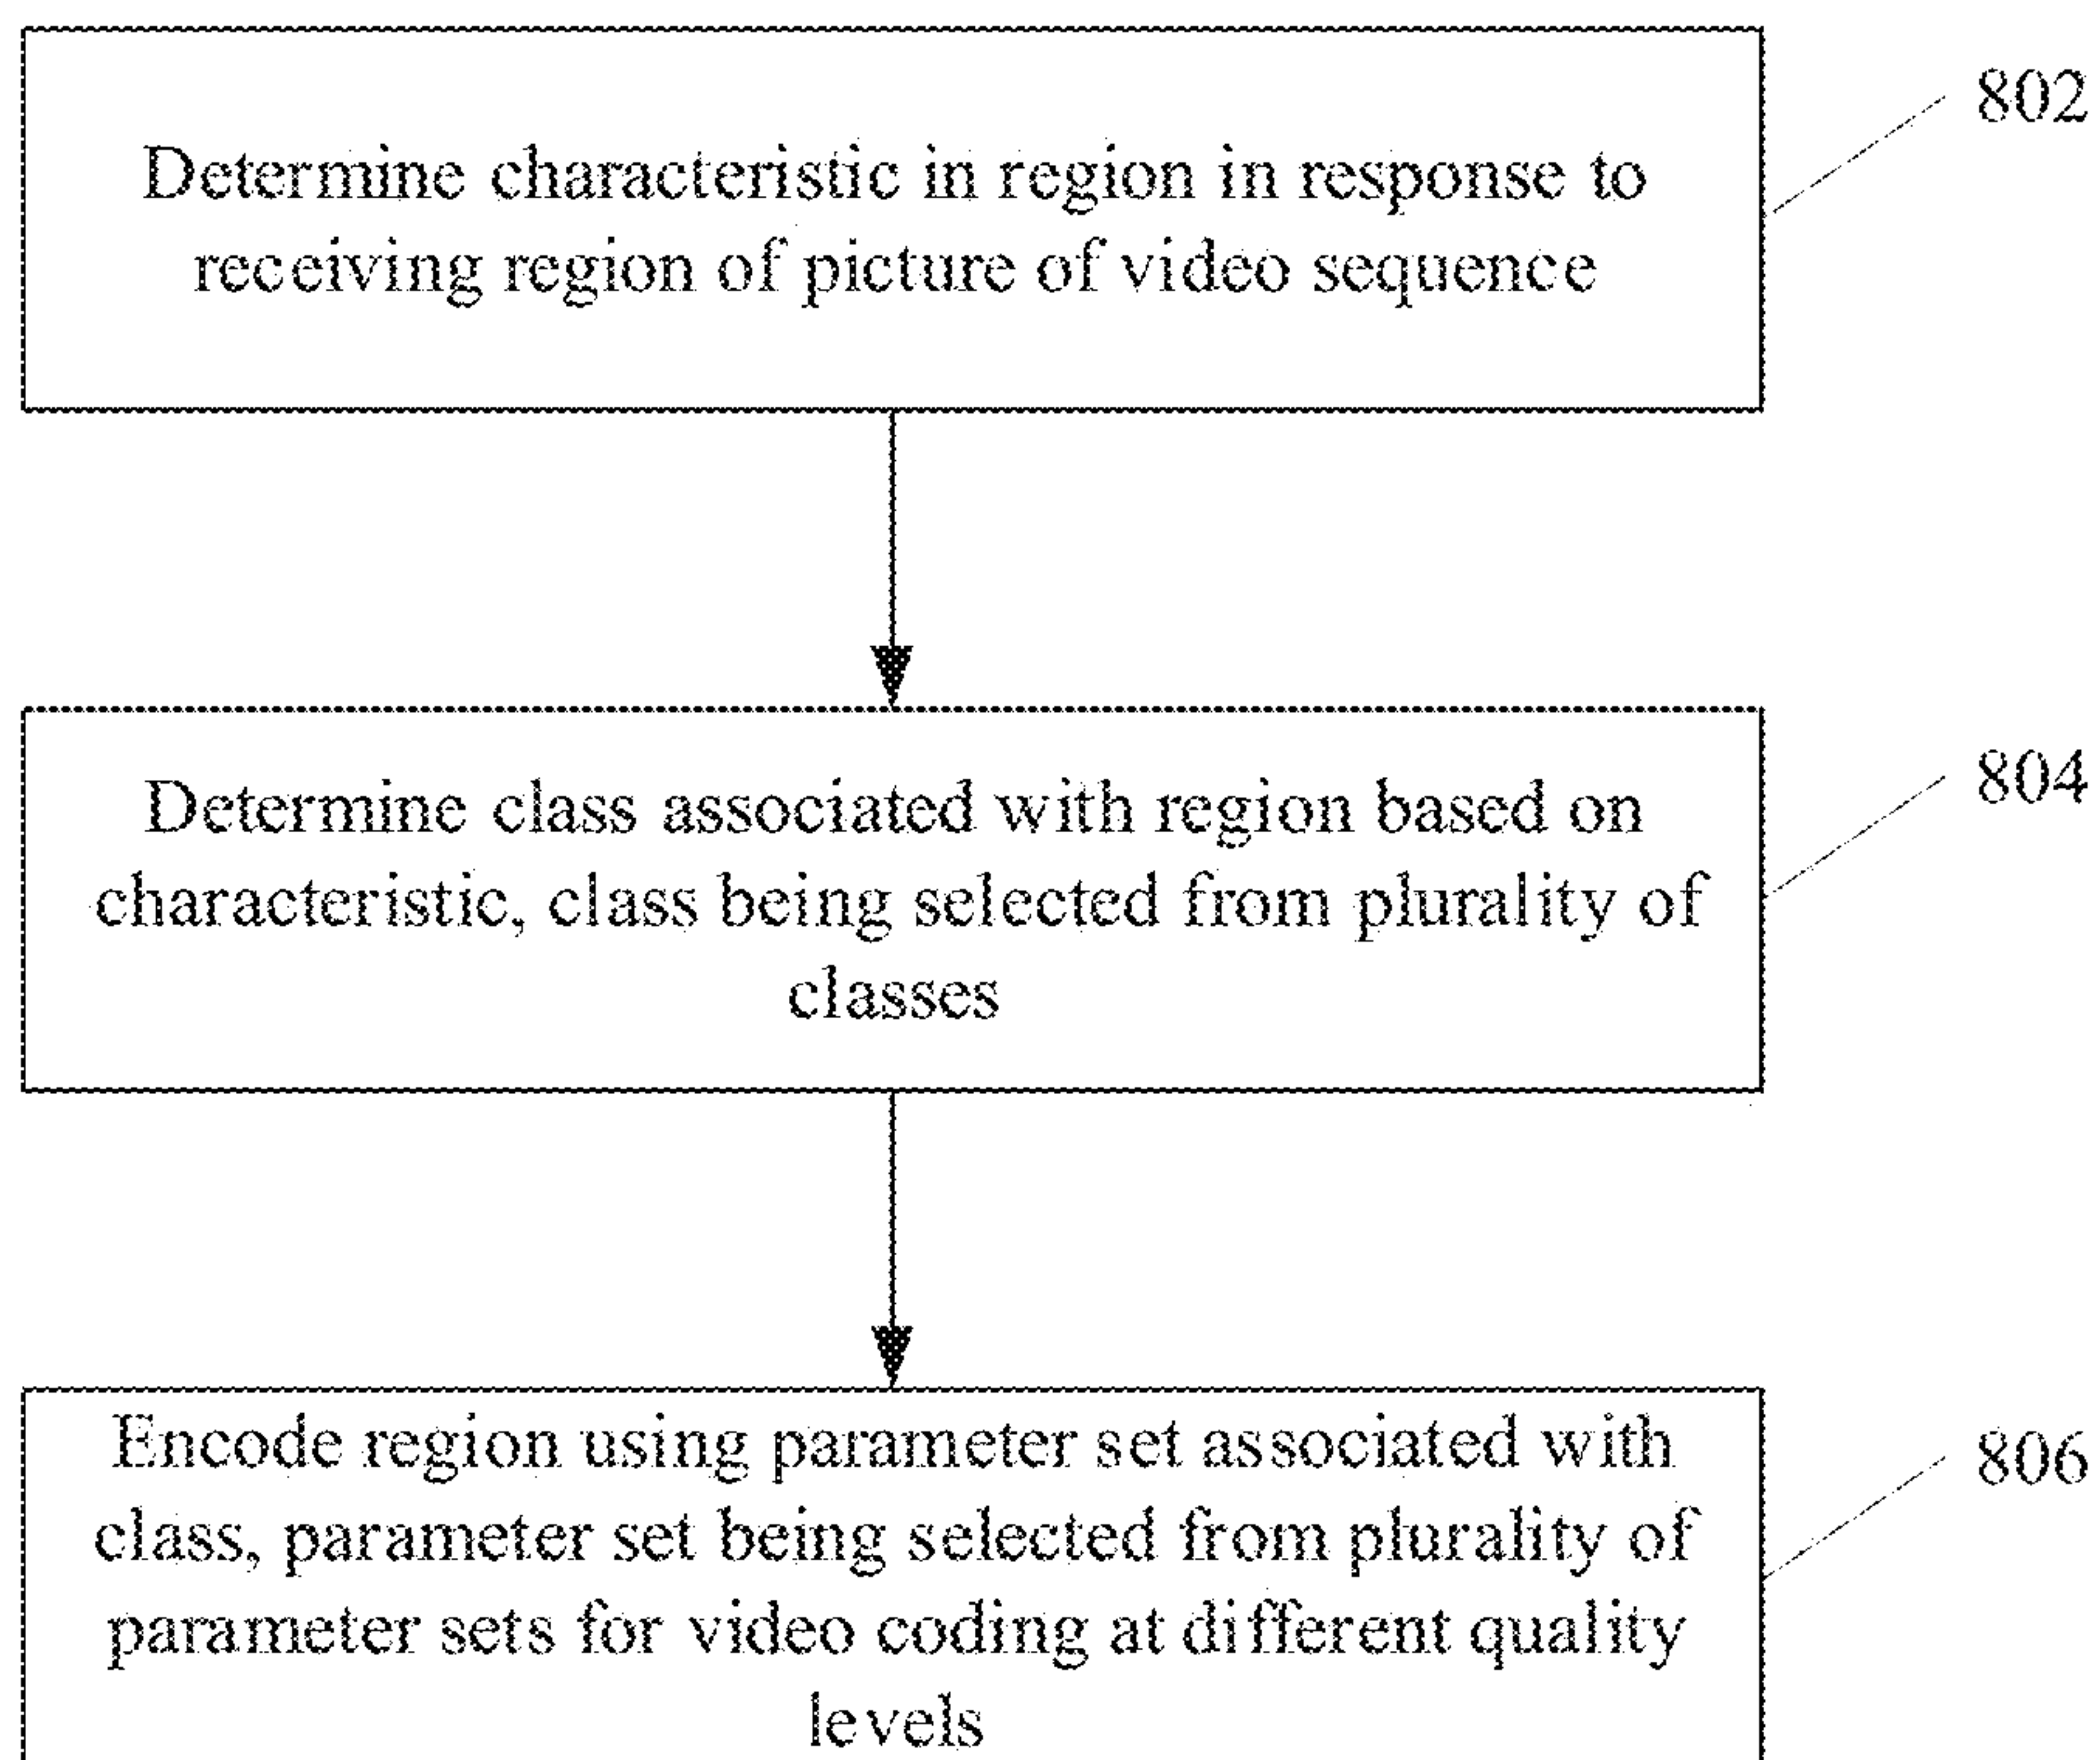 802
Determine characteristic in region in response to
receiving region of picture of video sequence
804
Determine class associated with region based on
characteristic, class being selected from plurality of
classes
806
Encode region using parameter set associated with
class, parameter set being selected from plurality of
parameter sets for video coding at different quality
levels